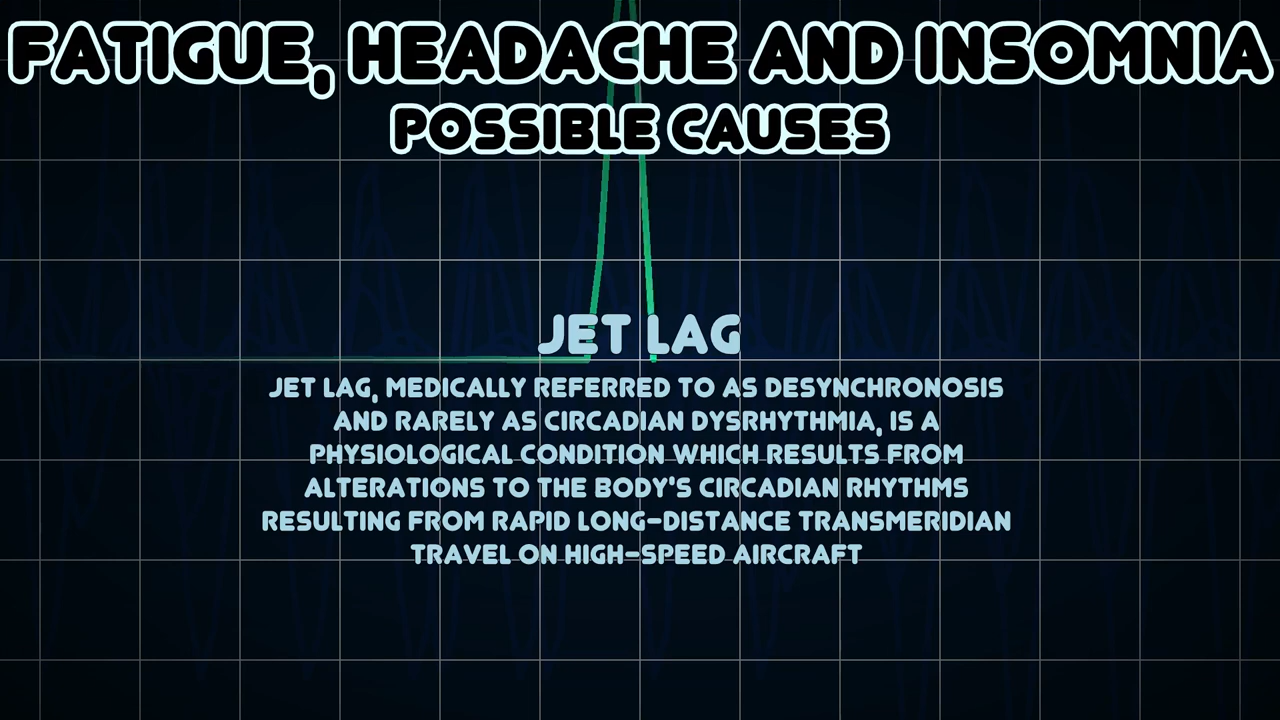 FATIGUE, HEADACHE AND INSOMNIA
POSSIBLE CAUSES
JET LAG
JET LAG, MEDICALLY REFERRED TO AS DESYNCHRONOSIS
AND RARELY AS CIRCADIAN DYSRHYTHMIA, IS A
PHYSIOLOGICAL CONDITION WHICH RESULTS FROM
ALTERATIONS TO THE BODY'S CIRCADIAN RHYTHMS
RESULTING FROM RAPID LONG-DISTANCE TRANSMERIDIAN
TRAVEL ON HIGH-SPEED AIRCRAFT